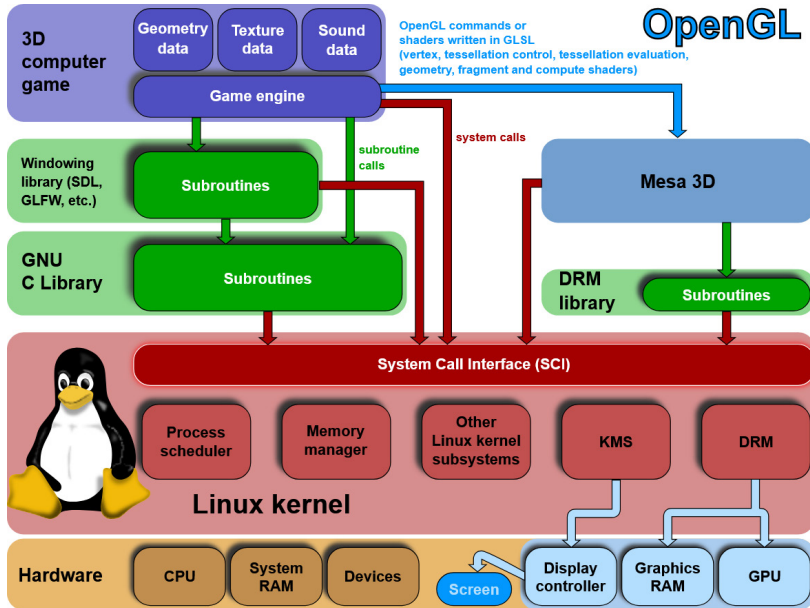 3D
computer
game
Geometry
data
Texture
data
Sound
data
Game engine
OpenGL commands or
shaders written in GLSL
(vertex, tessellation control, tessellation evaluation,
geometry, fragment and compute shaders)
OpenGL
subroutine
calls
system calls
Windowing
library (SDL,
GLFW, etc.)
Subroutines
Mesa 3D
GNU
C Library
Subroutines
DRM
library
Subroutines
System Call Interface (SCI)
Process
scheduler
Memory
manager
Other
Linux kernel
subsystems
KMS
DRM
Linux kernel
Hardware
CPU
System
RAM
Devices
Screen
Display
controller
Graphics
RAM
GPU